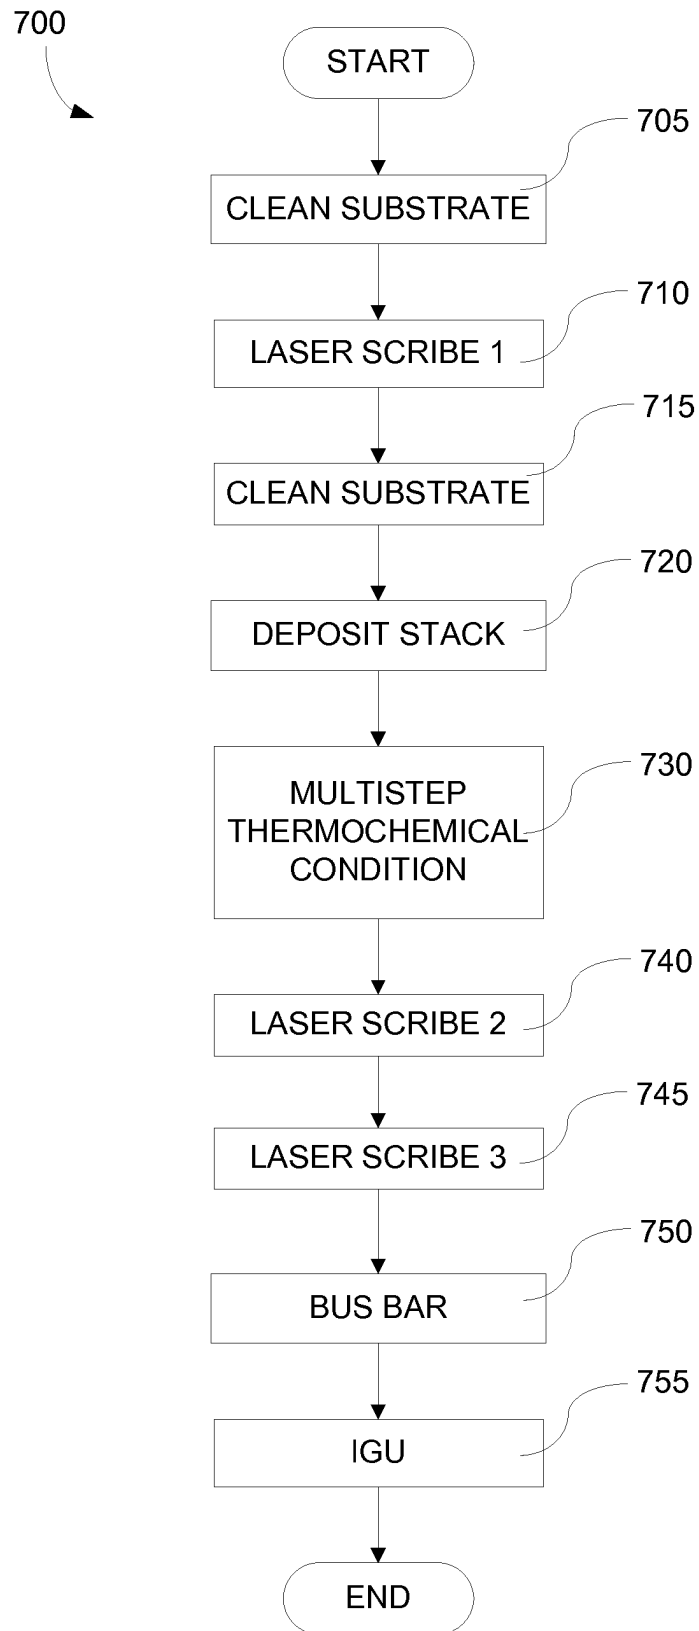 700
START
705
CLEAN SUBSTRATE
710
LASER SCRIBE 1
715
CLEAN SUBSTRATE
720
DEPOSIT STACK
730
MULTISTEP
THERMOCHEMICAL
CONDITION
740
LASER SCRIBE 2
745
LASER SCRIBE 3
750
BUS BAR
755
IGU
END